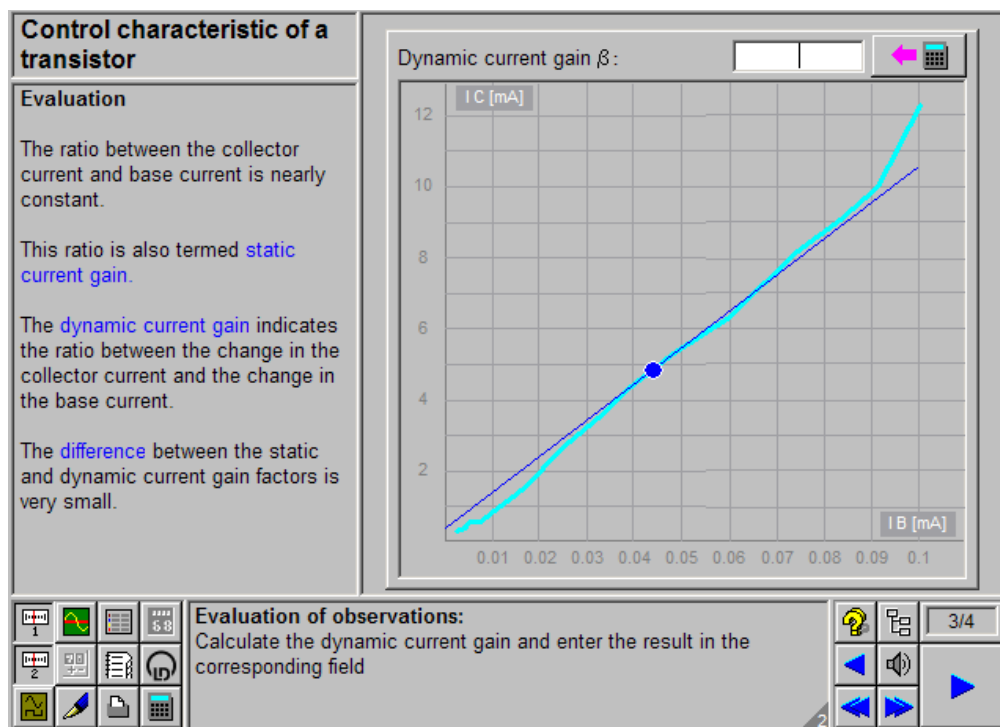 Control characteristic of a
transistor
Evaluation
The ratio between the collector
current and base current is nearly
constant.
This ratio is also termed static
current gain.
The dynamic current gain indicates
the ratio between the change in the
collector current and the change in
the base current.
The difference between the static
and dynamic current gain factors is
very small.
Dynamic current gain β:
I C [mA]
12
10
8
6
4
2
I B [mA]
0.01 0.02 0.03 0.04 0.05 0.06 0.07 0.08 0.09 0.1
Evaluation of observations:
Calculate the dynamic current gain and enter the result in the
corresponding field
2
3/4
1
2